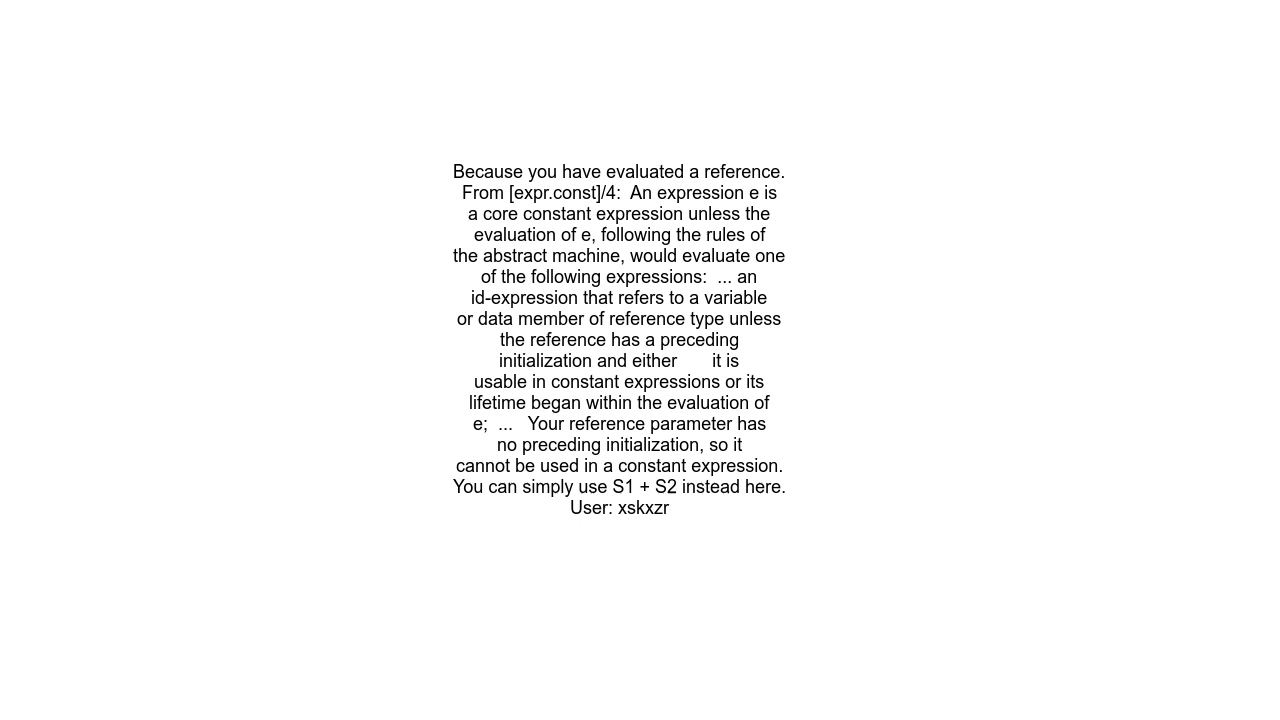 Because you have evaluated a reference.
From [expr.const]/4:  An expression e is
a core constant expression unless the
evaluation of e, following the rules of
the abstract machine, would evaluate one
of the following expressions:  ... an
id-expression that refers to a variable
or data member of reference type unless
the reference has a preceding
initialization and either       it is
usable in constant expressions or its
lifetime began within the evaluation of
e;  ...   Your reference parameter has
no preceding initialization, so it
cannot be used in a constant expression.
You can simply use S1 + S2 instead here.
User: xskxzr